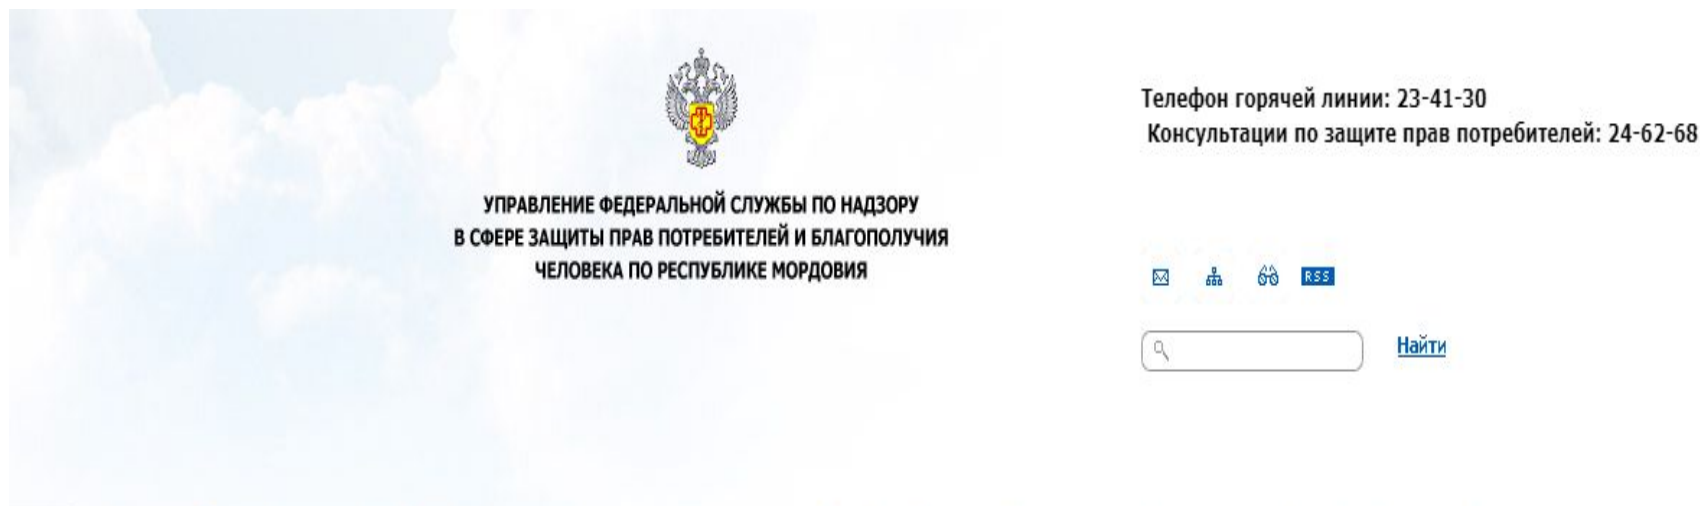 Телефон горячей линии: 23-41-30
Консультации по защите прав потребителей: 24-62-68
УПРАВЛЕНИЕ ФЕДЕРАЛЬНОЙ СЛУЖБЫ ПО НАДЗОРУ
В СФЕРЕ ЗАЩИТЫ ПРАВ ПОТРЕБИТЕЛЕЙ И БЛАГОПОЛУЧИЯ
ЧЕЛОВЕКА ПО РЕСПУБЛИКЕ МОРДОВИЯ
RSS
Найти